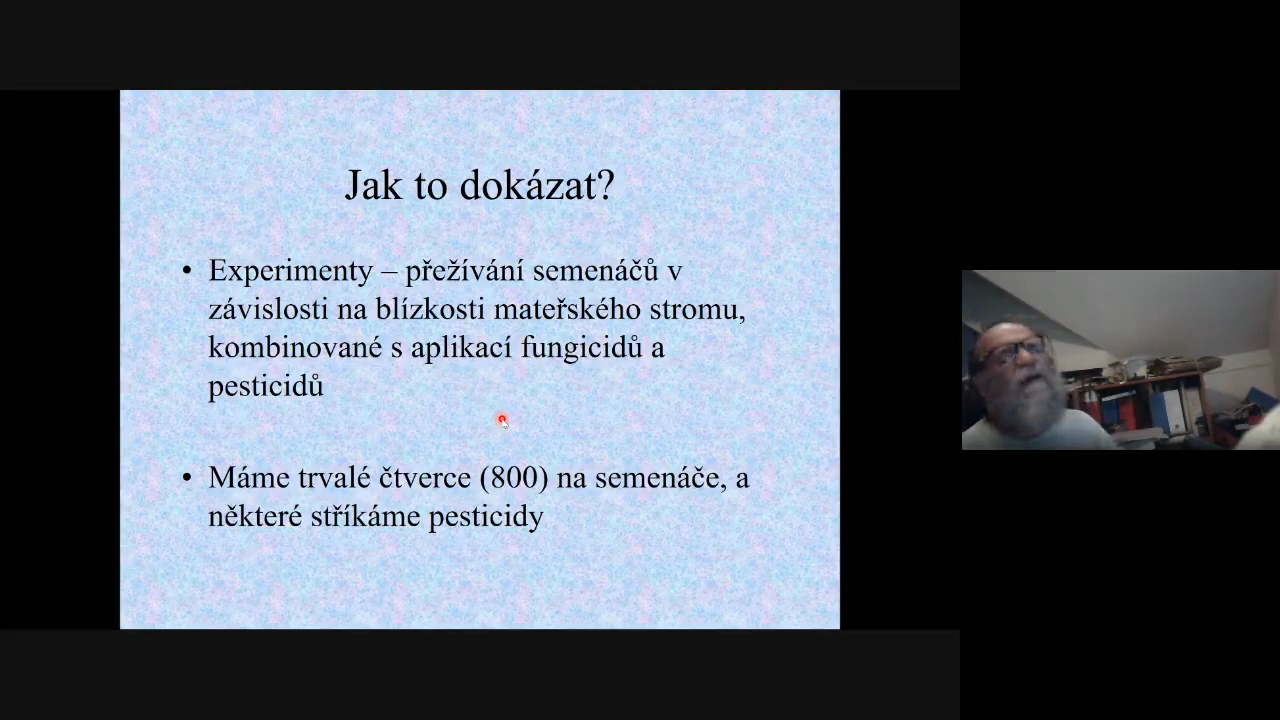 Jak to dokázat?
• Experimenty – přežívání semenáčů v
závislosti na blízkosti mateřského stromu,
kombinované s aplikací fungicidů a
pesticidů
• Máme trvalé čtverce (800) na semenáče, a
některé stříkáme pesticidy